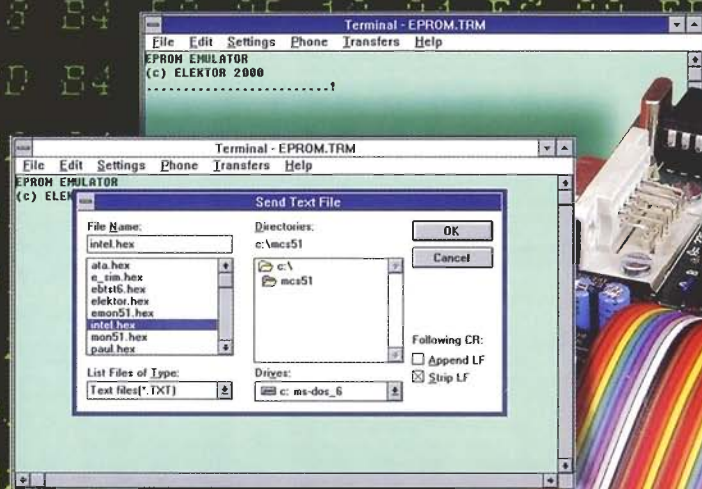 Terminal - EPROM.TRM
File Edit Settings Phone Transfers Help
EPROM EMULATOR
(c) ELEKTOR 2000
.........................!
Terminal - EPROM.TRM
File Edit Settings Phone Transfers Help
EPROM EMULATOR
(c) ELEK
Send Text File
File Name:
intel.hex
ata.hex
e_sim.hex
ebtst6.hex
elektor.hex
emon51.hex
intel.hex
mon51.hex
paul.hex
List Files of Type:
Text files(*.TXT)
Directories:
c:\mcs51
c:\
mcs51
Drives:
c: ms-dos_6
OK
Cancel
Following CR:
Append LF
Strip LF
B4
D B4